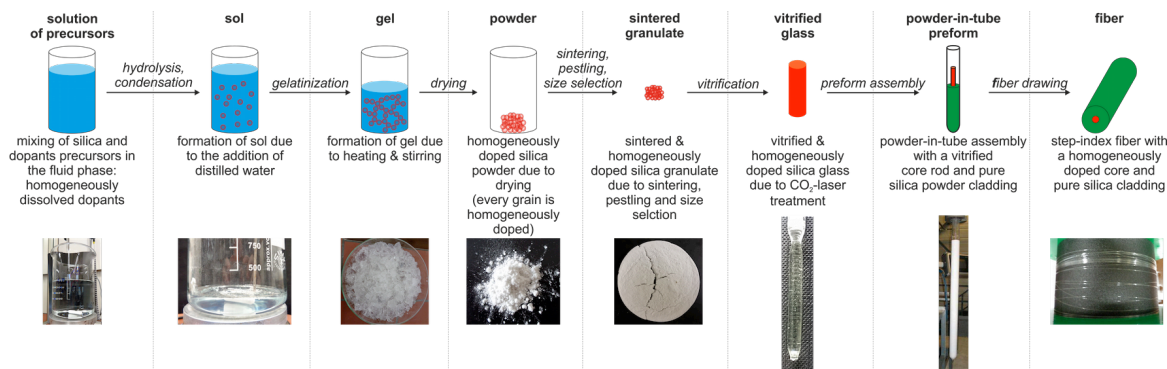 solution
of precursors
sol
gel
powder
sintered
granulate
vitrified
glass
powder-in-tube
preform
fiber
hydrolysis,
condensation
gelatinization
drying
sintering,
pestling,
size selection
vitrification
preform assembly
fiber drawing
mixing of silica and
dopants precursors in
the fluid phase:
homogeneously
dissolved dopants
formation of sol due
to the addition of
distilled water
formation of gel due
to heating & stirring
homogeneously
doped silica
powder due to
drying
(every grain is
homogeneously
doped)
sintered &
homogeneously
doped silica granulate
due to sintering,
pestling and size
selction
vitrified &
homogeneously
doped silica glass
due to CO₂-laser
treatment
powder-in-tube assembly
with a vitrified
core rod and pure
silica powder cladding
step-index fiber with
a homogeneously
doped core and
pure silica cladding
750
500